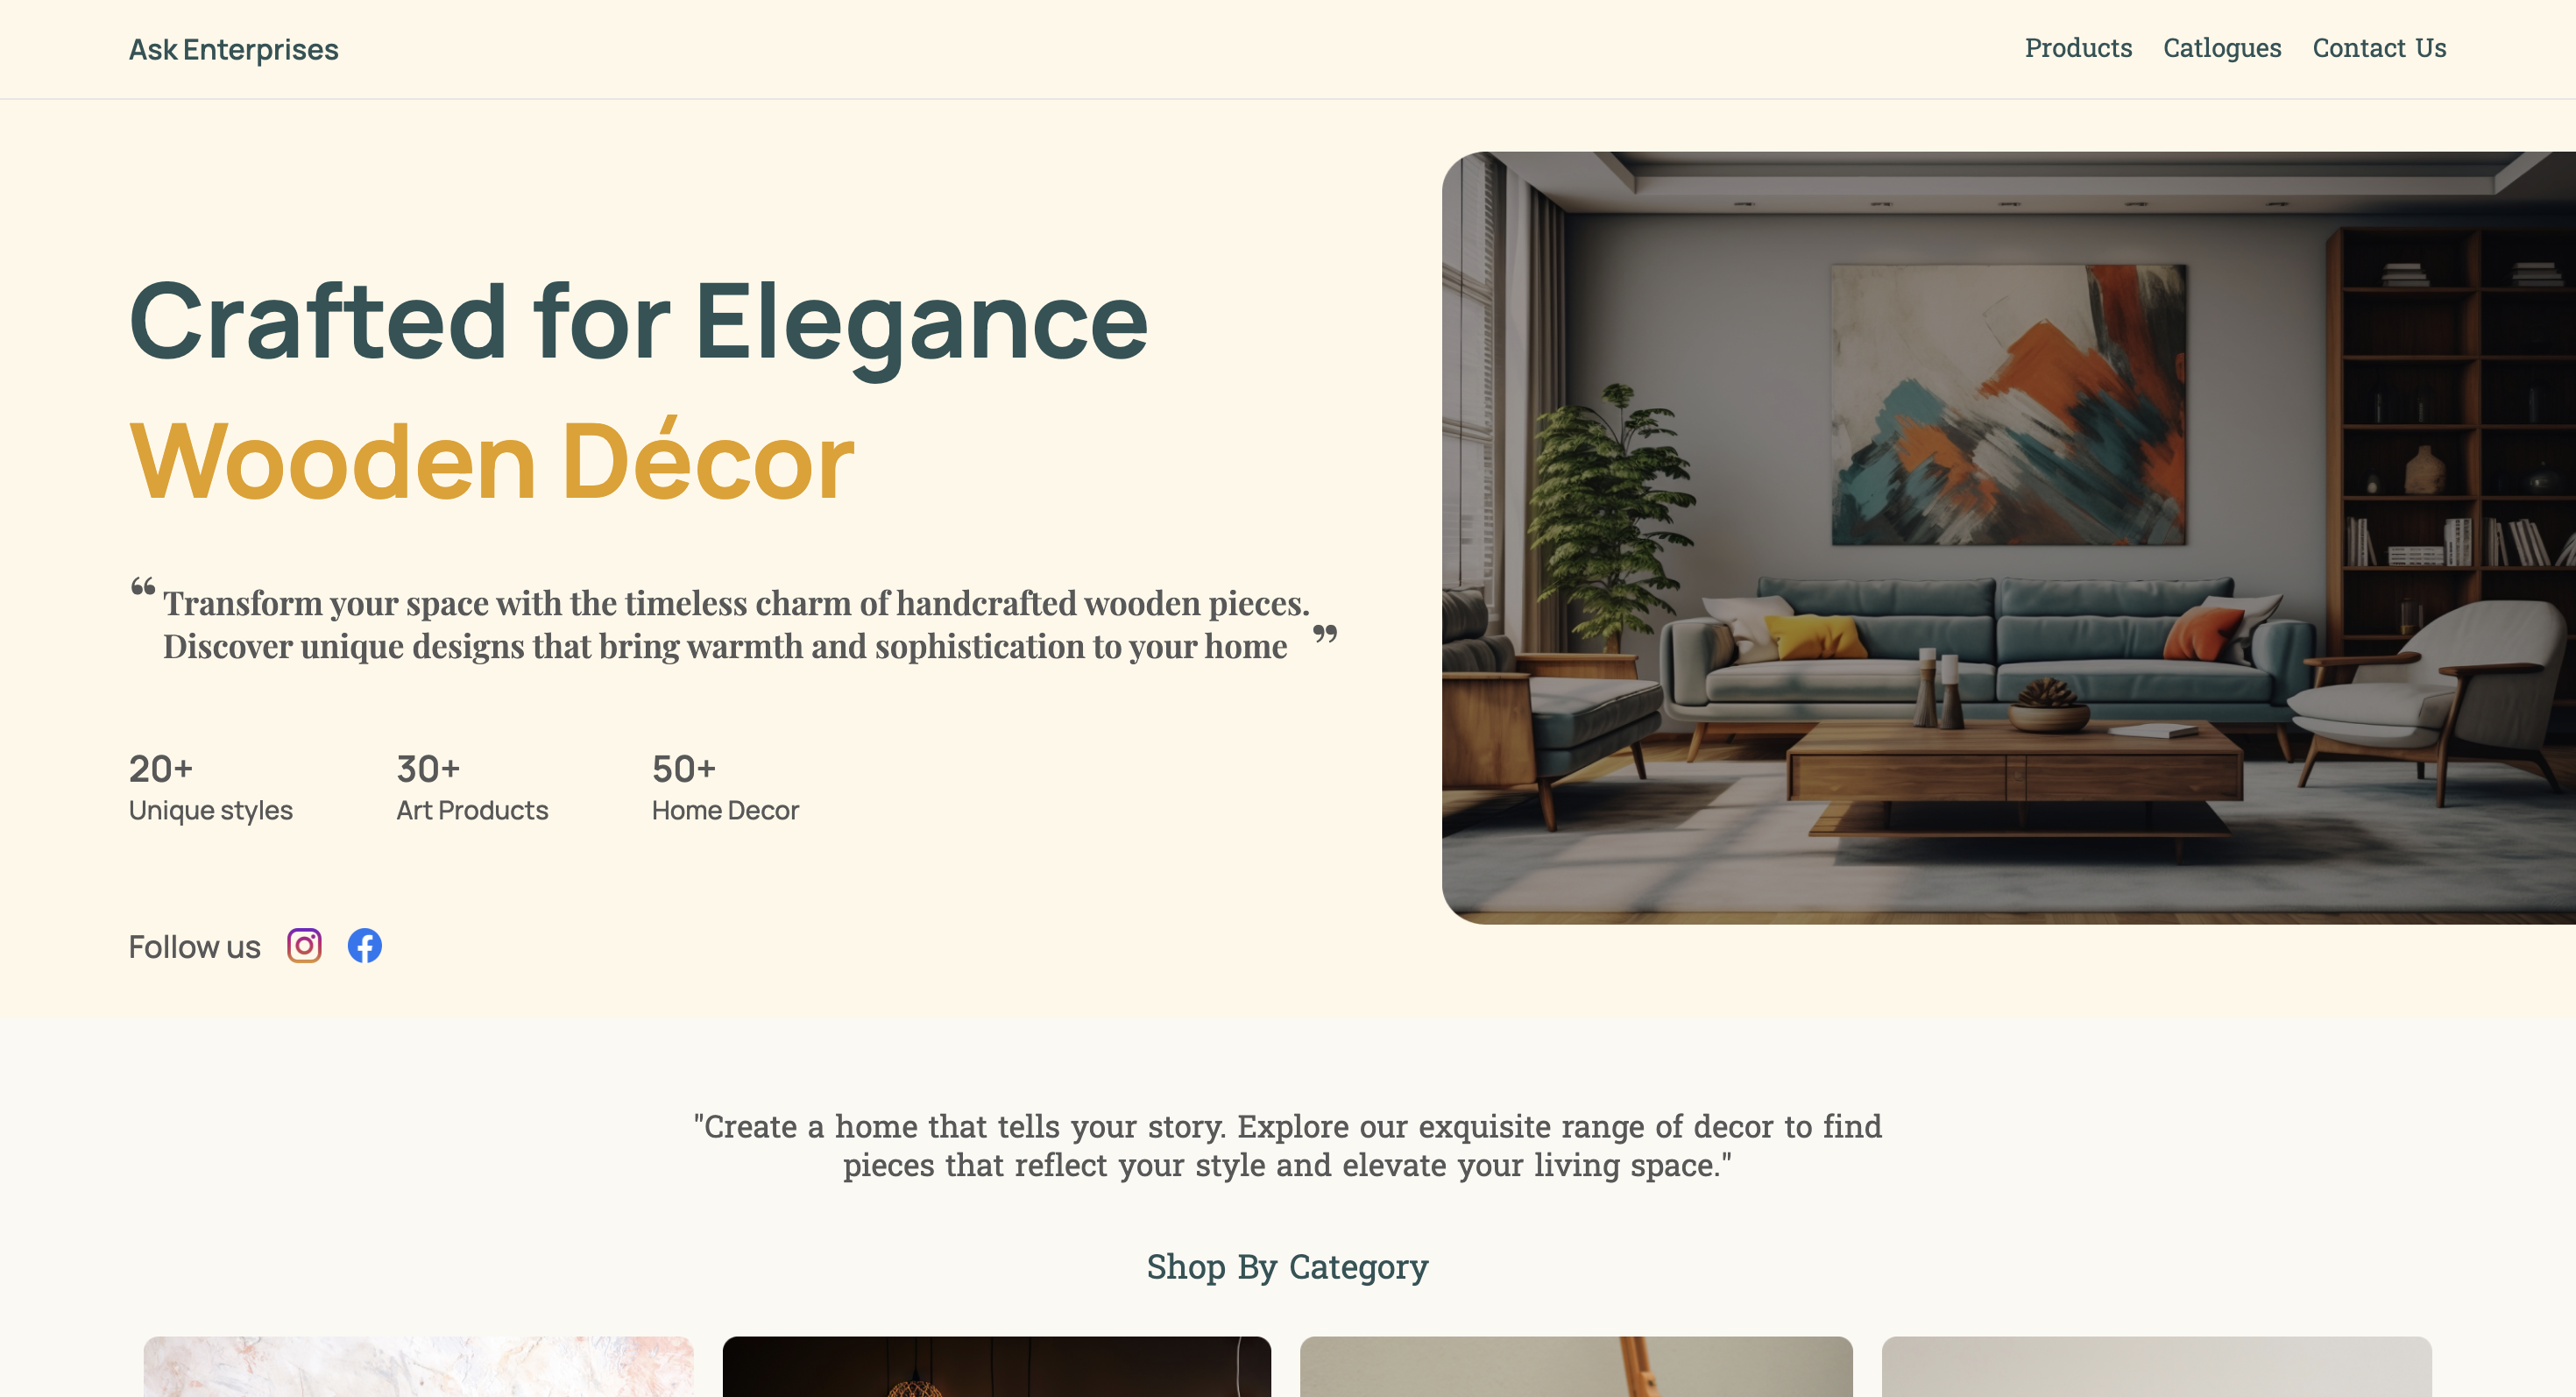 Ask Enterprises
Products Catlogues Contact Us
Crafted for Elegance
Wooden Décor
“ Transform your space with the timeless charm of handcrafted wooden pieces.
Discover unique designs that bring warmth and sophistication to your home ”
20+ 30+ 50+
Unique styles Art Products Home Decor
Follow us
"Create a home that tells your story. Explore our exquisite range of decor to find
pieces that reflect your style and elevate your living space."
Shop By Category